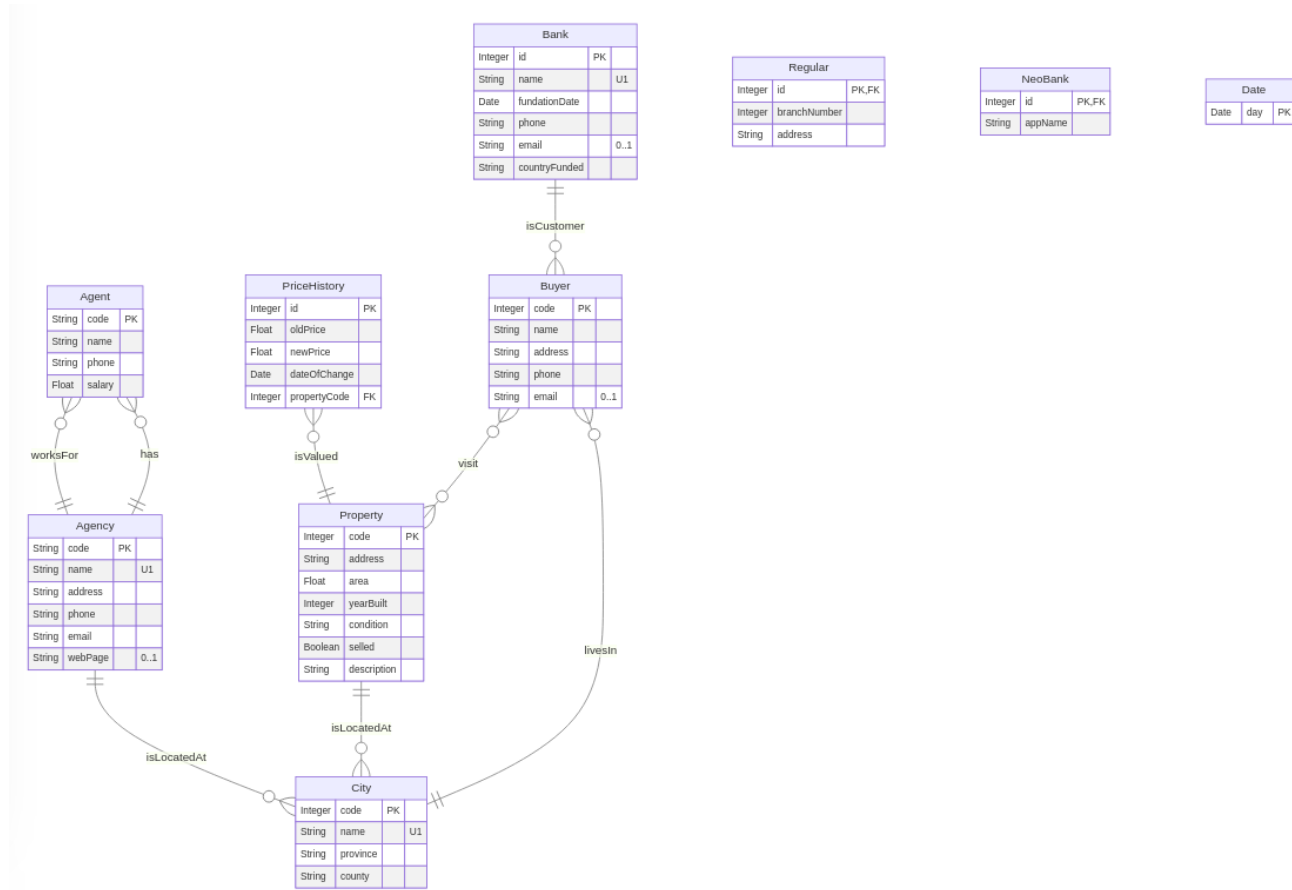 Bank
Integer id PK
String name U1
Date fundationDate
String phone
String email 0..1
String countryFunded
Regular
Integer id PK,FK
Integer branchNumber
String address
NeoBank
Integer id PK,FK
String appName
Date
Date day PK
isCustomer
Agent
String code PK
String name
String phone
Float salary
PriceHistory
Integer id PK
Float oldPrice
Float newPrice
Date dateOfChange
Integer propertyCode FK
Buyer
Integer code PK
String name
String address
String phone
String email 0..1
worksFor
has
isValued
visit
Agency
String code PK
String name U1
String address
String phone
String email
String webPage 0..1
Property
Integer code PK
String address
Float area
Integer yearBuilt
String condition
Boolean selled
String description
livesIn
isLocatedAt
isLocatedAt
City
Integer code PK
String name U1
String province
String county